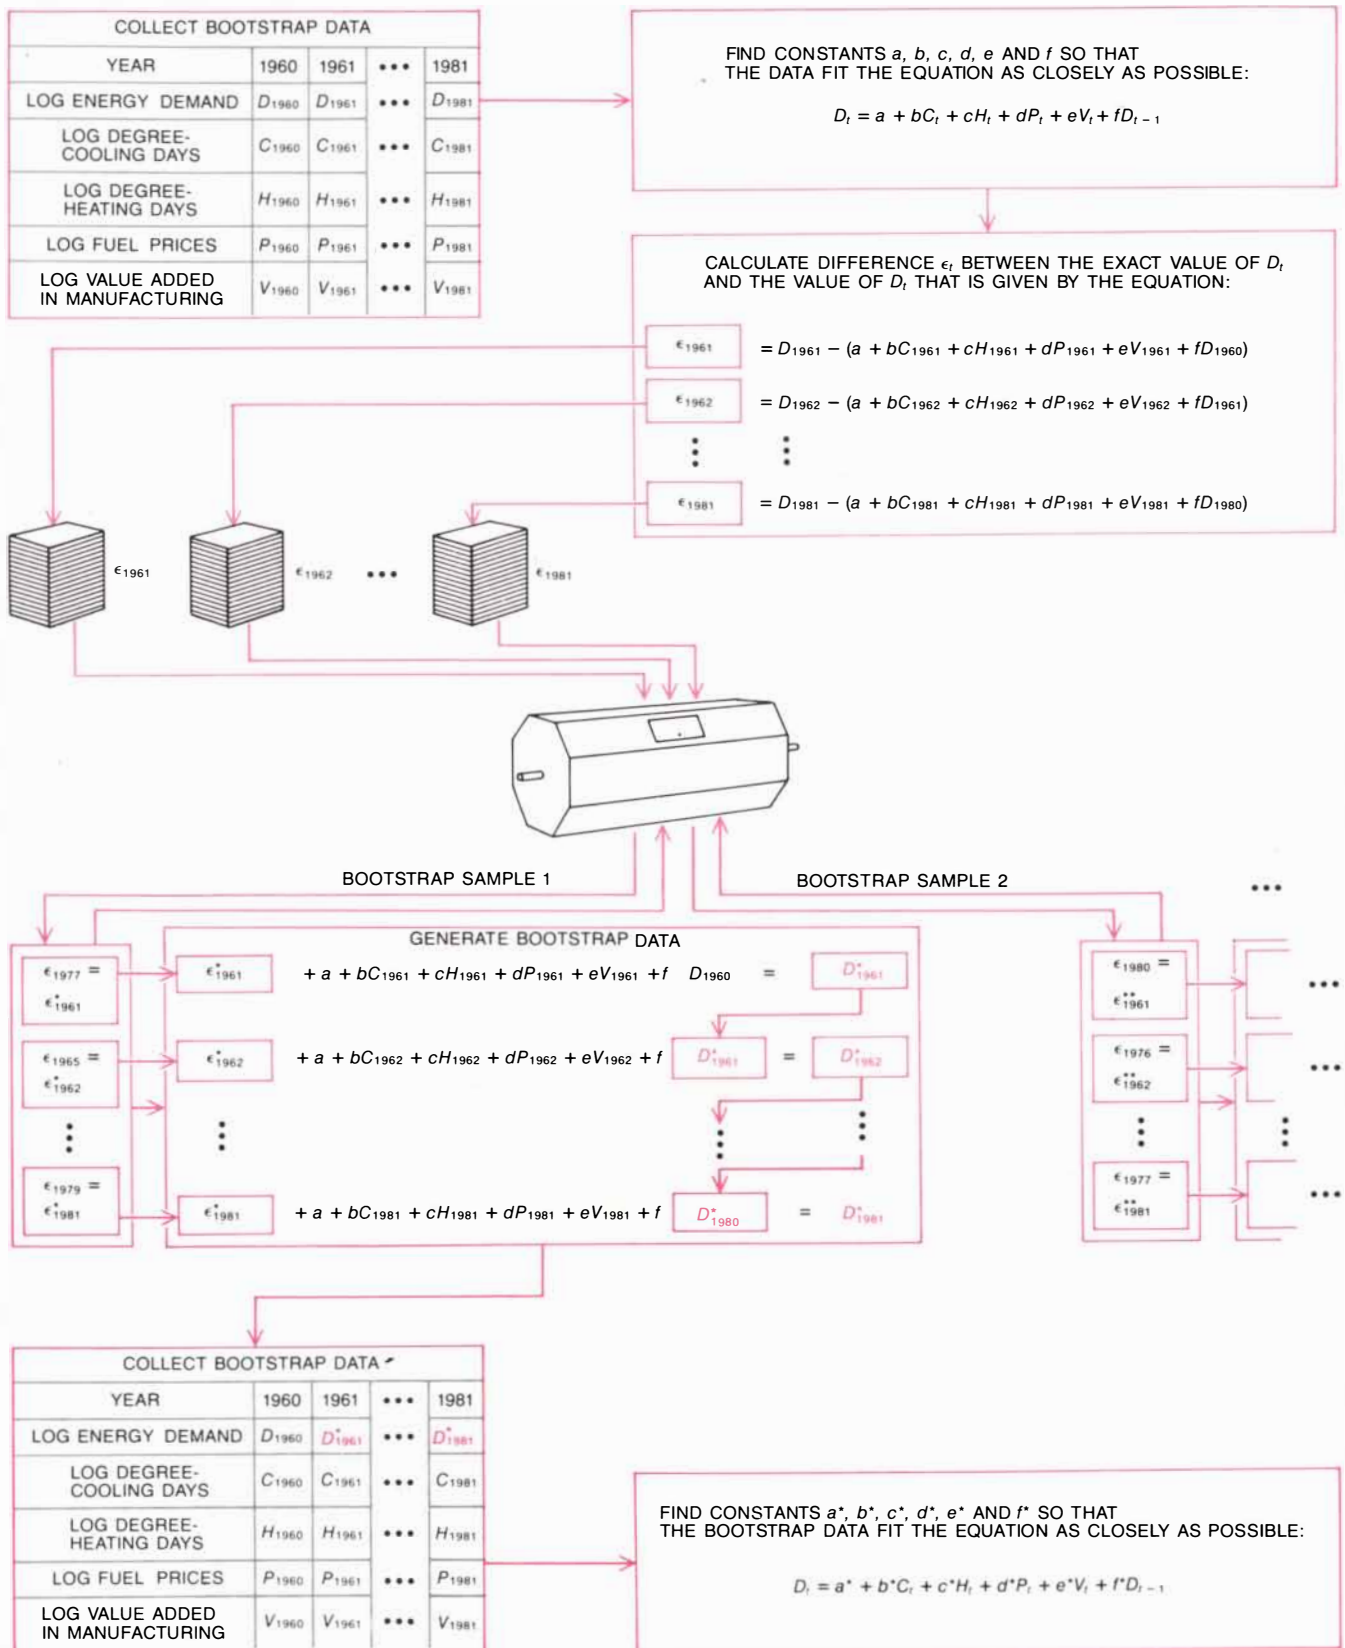 COLLECT BOOTSTRAP DATA
YEAR 1960 1961 ••• 1981
LOG ENERGY DEMAND D1960 D1961 ••• D1981
LOG DEGREE-
COOLING DAYS C1960 C1961 ••• C1981
LOG DEGREE-
HEATING DAYS H1960 H1961 ••• H1981
LOG FUEL PRICES P1960 P1961 ••• P1981
LOG VALUE ADDED
IN MANUFACTURING V1960 V1961 ••• V1981
FIND CONSTANTS a, b, c, d, e AND f SO THAT
THE DATA FIT THE EQUATION AS CLOSELY AS POSSIBLE:
Dt = a + bCt + cHt + dPt + eVt + fDt − 1
CALCULATE DIFFERENCE ϵt BETWEEN THE EXACT VALUE OF Dt
AND THE VALUE OF Dt THAT IS GIVEN BY THE EQUATION:
ϵ1961 = D1961 − (a + bC1961 + cH1961 + dP1961 + eV1961 + fD1960)
ϵ1962 = D1962 − (a + bC1962 + cH1962 + dP1962 + eV1962 + fD1961)
ϵ1981 = D1981 − (a + bC1981 + cH1981 + dP1981 + eV1981 + fD1980)
ϵ1961 ϵ1962 ••• ϵ1981
BOOTSTRAP SAMPLE 1
BOOTSTRAP SAMPLE 2 •••
GENERATE BOOTSTRAP DATA
ϵ1977 =
ϵ*1961
ϵ*1961 + a + bC1961 + cH1961 + dP1961 + eV1961 + f D1960 = D*1961
ϵ1965 =
ϵ*1962
ϵ*1962 + a + bC1962 + cH1962 + dP1962 + eV1962 + f D*1961 = D*1962
ϵ1979 =
ϵ*1981
ϵ*1981 + a + bC1981 + cH1981 + dP1981 + eV1981 + f D*1980 = D*1981
ϵ1980 =
ϵ**1961
•••
ϵ1976 =
ϵ**1962
•••
ϵ1977 =
ϵ**1981
•••
COLLECT BOOTSTRAP DATA
YEAR 1960 1961 ••• 1981
LOG ENERGY DEMAND D1960 D*1961 ••• D*1981
LOG DEGREE-
COOLING DAYS C1960 C1961 ••• C1981
LOG DEGREE-
HEATING DAYS H1960 H1961 ••• H1981
LOG FUEL PRICES P1960 P1961 ••• P1981
LOG VALUE ADDED
IN MANUFACTURING V1960 V1961 ••• V1981
FIND CONSTANTS a*, b*, c*, d*, e* AND f* SO THAT
THE BOOTSTRAP DATA FIT THE EQUATION AS CLOSELY AS POSSIBLE:
Dt = a* + b*Ct + c*Ht + d*Pt + e*Vt + f*Dt − 1